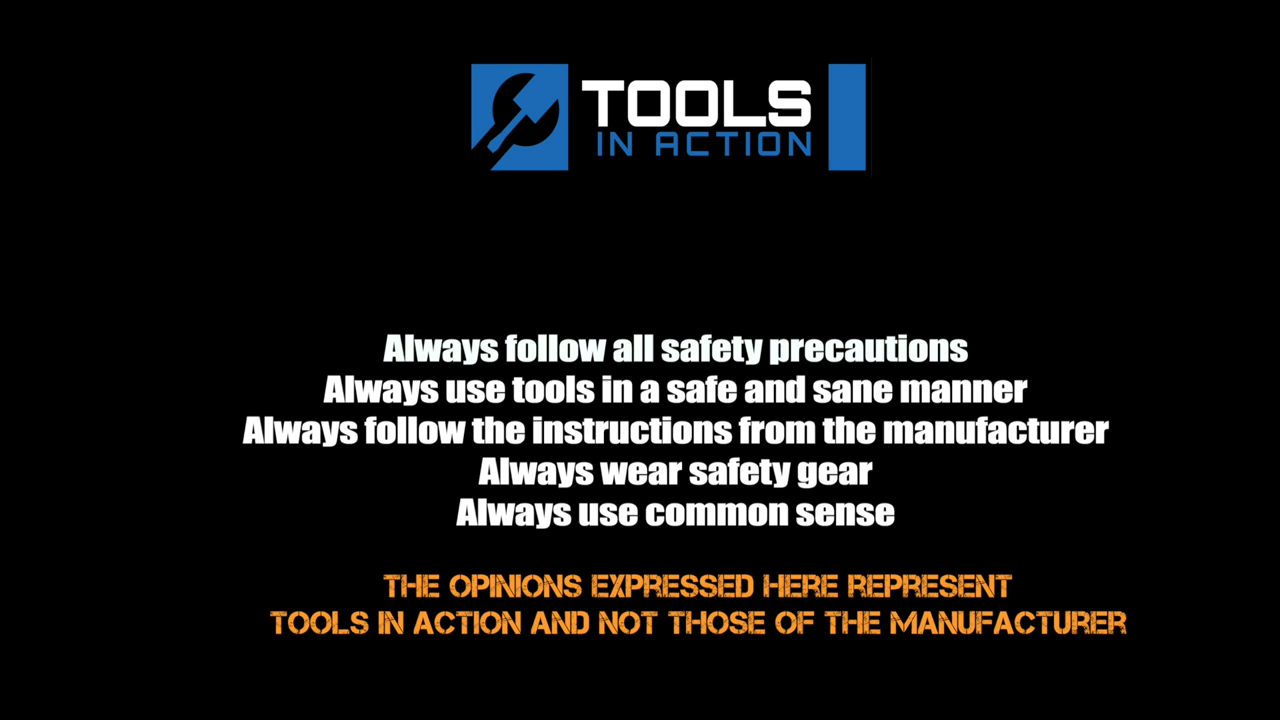 TOOLS
IN ACTION
Always follow all safety precautions
Always use tools in a safe and sane manner
Always follow the instructions from the manufacturer
Always wear safety gear
Always use common sense
THE OPINIONS EXPRESSED HERE REPRESENT
TOOLS IN ACTION AND NOT THOSE OF THE MANUFACTURER